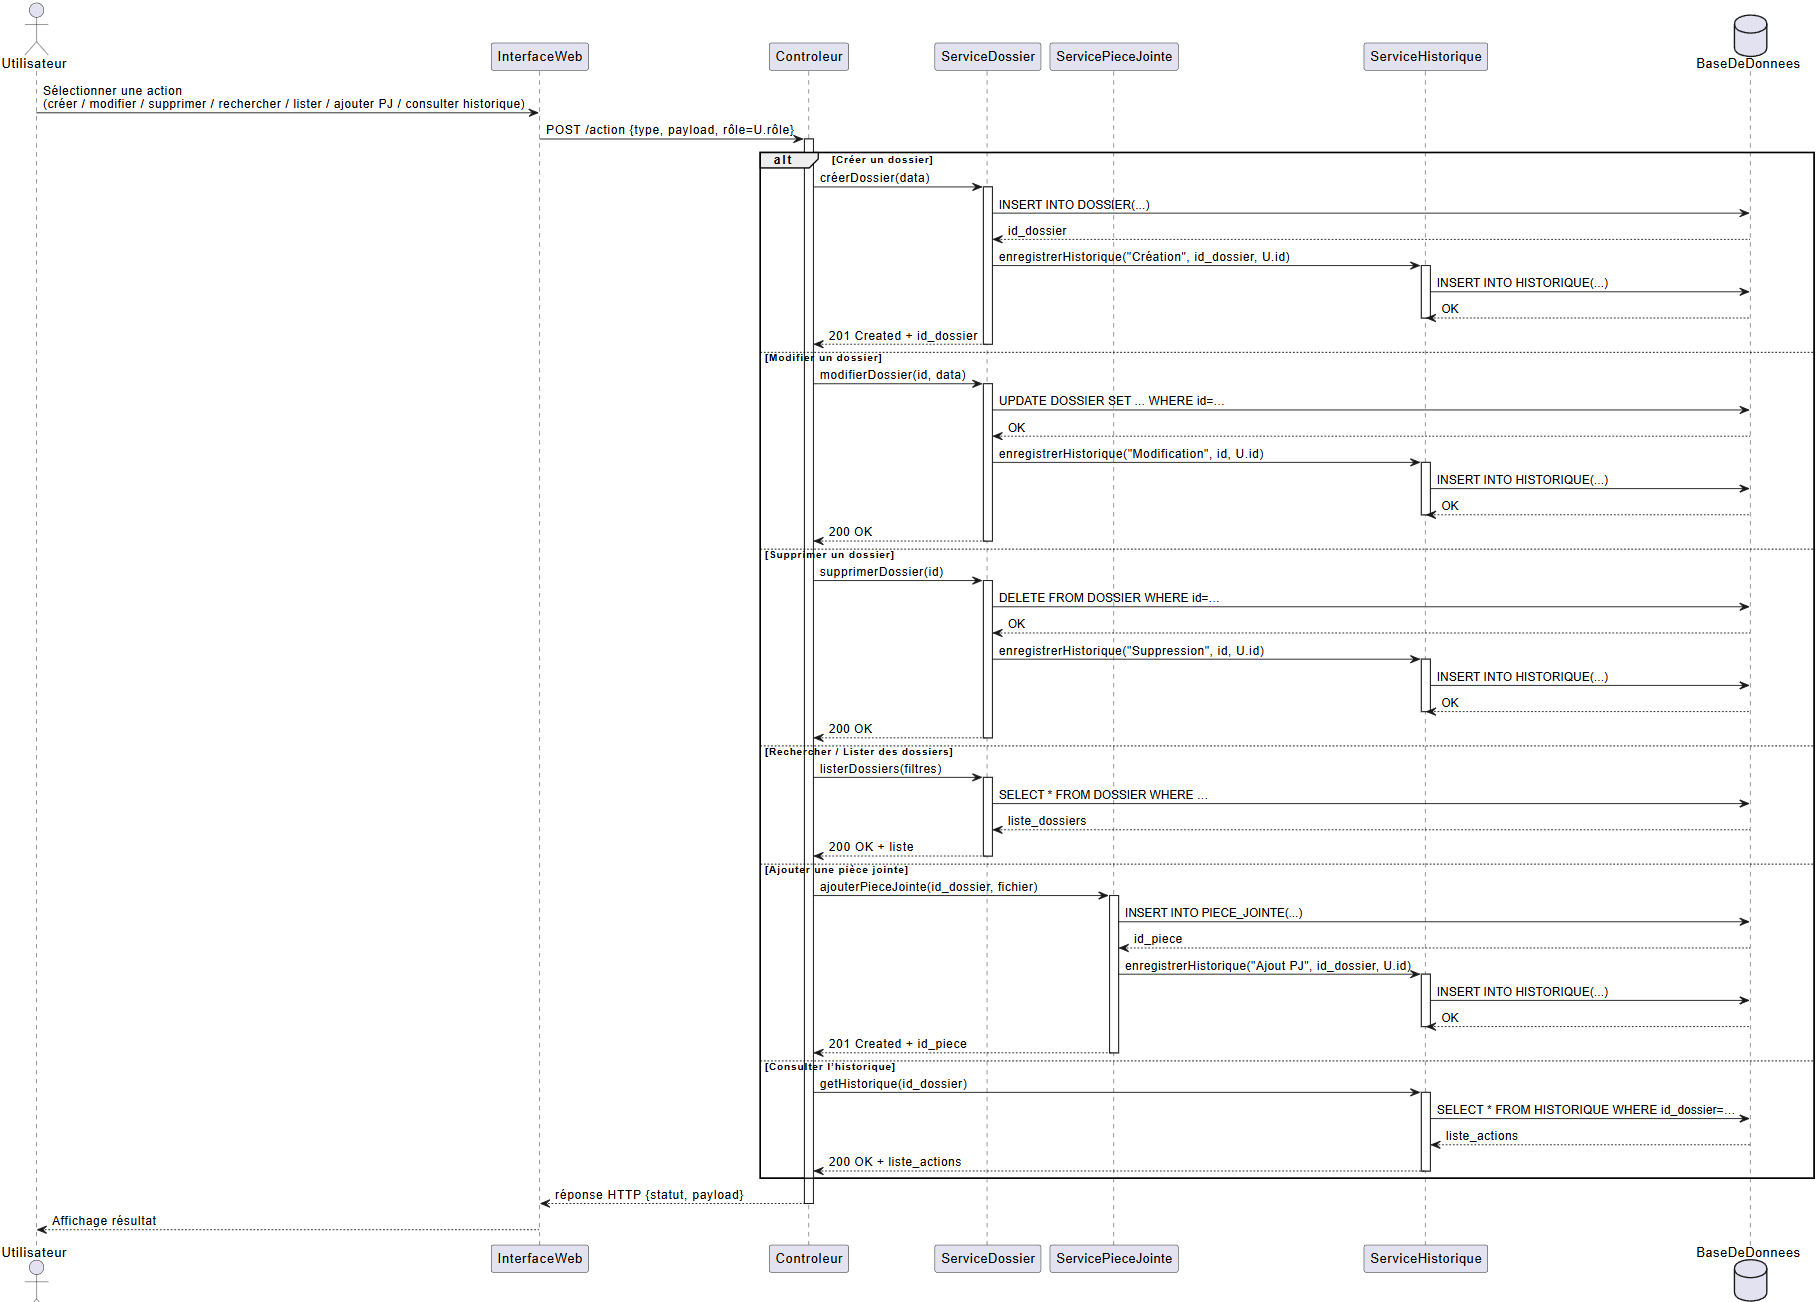 Utilisateur
InterfaceWeb
Controleur
ServiceDossier
ServicePieceJointe
ServiceHistorique
BaseDeDonnees
Sélectionner une action
(créer / modifier / supprimer / rechercher / lister / ajouter PJ / consulter historique)
POST /action {type, payload, rôle=U.rôle}
alt
[Créer un dossier]
créerDossier(data)
INSERT INTO DOSSIER(...)
id_dossier
enregistrerHistorique("Création", id_dossier, U.id)
INSERT INTO HISTORIQUE(...)
OK
201 Created + id_dossier
[Modifier un dossier]
modifierDossier(id, data)
UPDATE DOSSIER SET ... WHERE id=...
OK
enregistrerHistorique("Modification", id, U.id)
INSERT INTO HISTORIQUE(...)
OK
200 OK
[Supprimer un dossier]
supprimerDossier(id)
DELETE FROM DOSSIER WHERE id=...
OK
enregistrerHistorique("Suppression", id, U.id)
INSERT INTO HISTORIQUE(...)
OK
200 OK
[Rechercher / Lister des dossiers]
listerDossiers(filtres)
SELECT * FROM DOSSIER WHERE ...
liste_dossiers
200 OK + liste
[Ajouter une pièce jointe]
ajouterPieceJointe(id_dossier, fichier)
INSERT INTO PIECE_JOINTE(...)
id_piece
enregistrerHistorique("Ajout PJ", id_dossier, U.id)
INSERT INTO HISTORIQUE(...)
OK
201 Created + id_piece
[Consulter l'historique]
getHistorique(id_dossier)
SELECT * FROM HISTORIQUE WHERE id_dossier=...
liste_actions
200 OK + liste_actions
réponse HTTP {statut, payload}
Affichage résultat
Utilisateur
InterfaceWeb
Controleur
ServiceDossier
ServicePieceJointe
ServiceHistorique
BaseDeDonnees